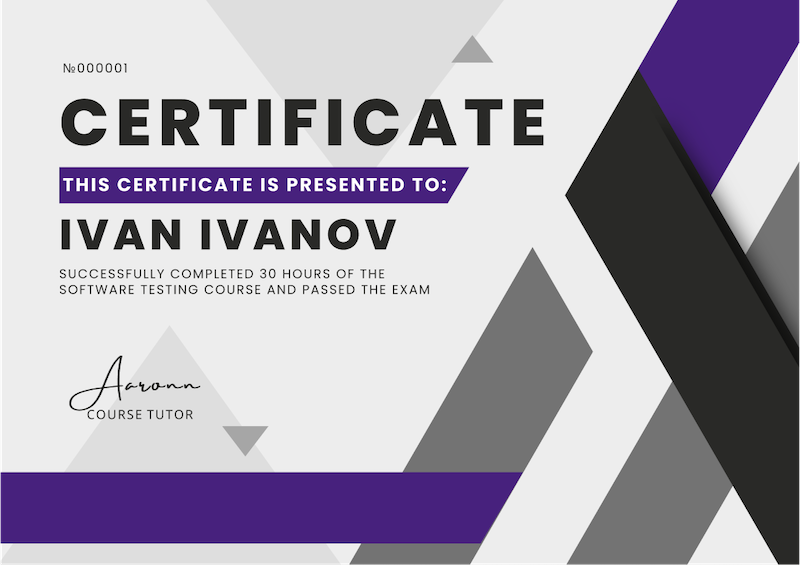 №000001
CERTIFICATE
THIS CERTIFICATE IS PRESENTED TO:
IVAN IVANOV
SUCCESSFULLY COMPLETED 30 HOURS OF THE
SOFTWARE TESTING COURSE AND PASSED THE EXAM
Aaronn
COURSE TUTOR